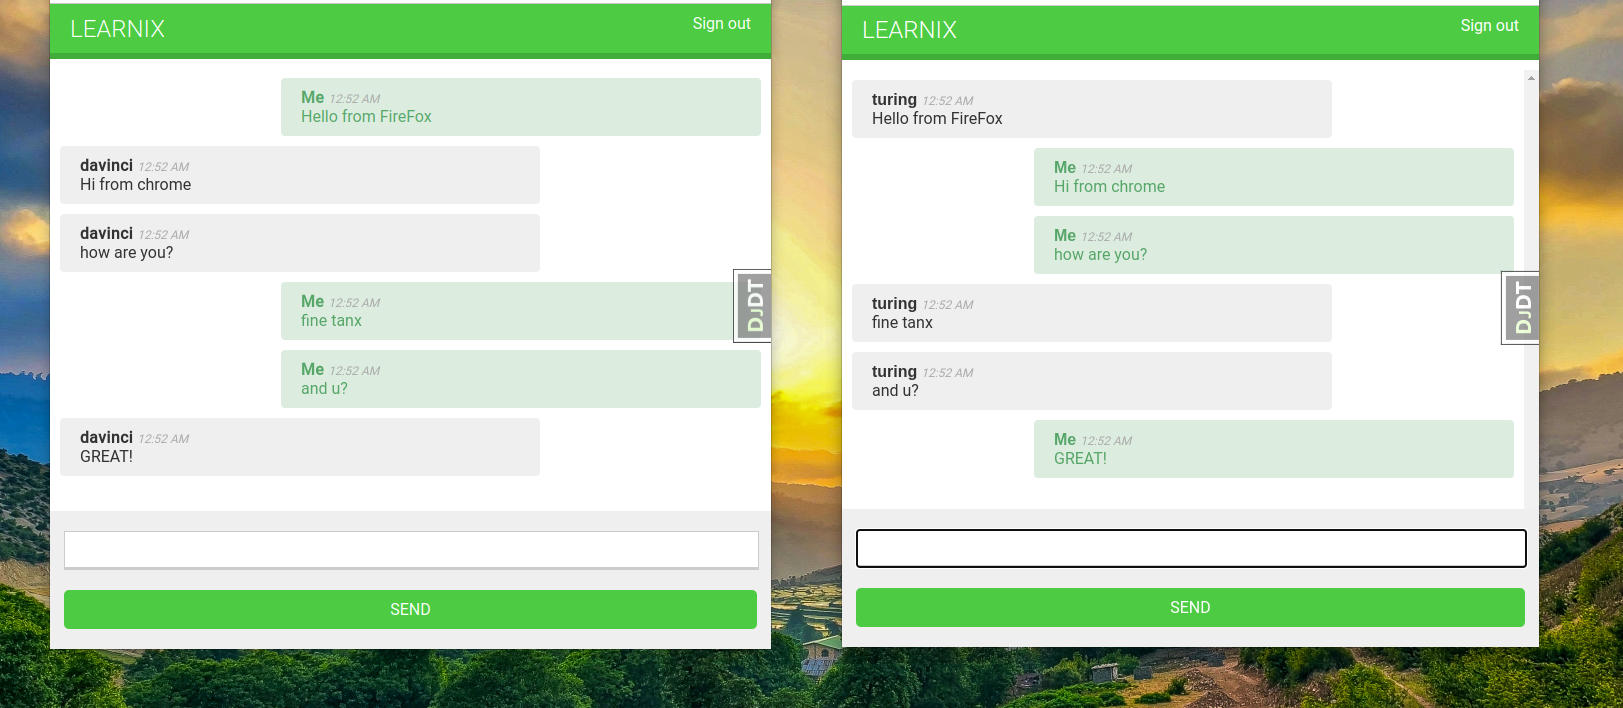 LEARNIX
Sign out
Me 12:52 AM
Hello from FireFox
davinci 12:52 AM
Hi from chrome
davinci 12:52 AM
how are you?
Me 12:52 AM
fine tanx
DJDT
Me 12:52 AM
and u?
davinci 12:52 AM
GREAT!
SEND
LEARNIX
Sign out
turing 12:52 AM
Hello from FireFox
Me 12:52 AM
Hi from chrome
Me 12:52 AM
how are you?
turing 12:52 AM
fine tanx
DJDT
turing 12:52 AM
and u?
Me 12:52 AM
GREAT!
SEND